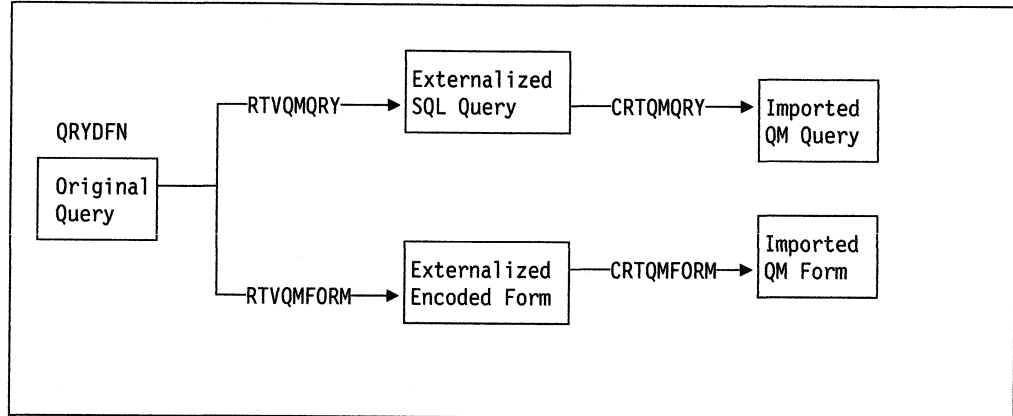 QRYDFN
Original
Query
RTVQMQRY
Externalized
SQL Query
CRTQMQRY
Imported
QM Query
RTVQMFORM
Externalized
Encoded Form
CRTQMFORM
Imported
QM Form